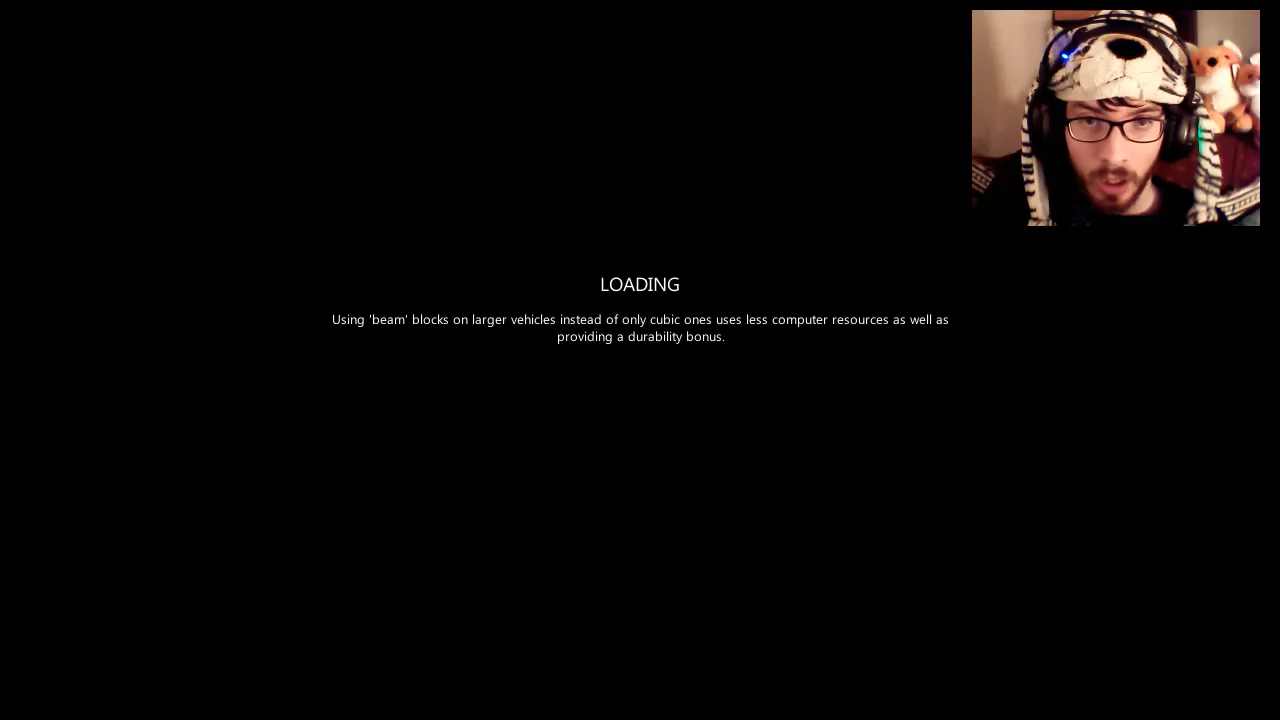 LOADING
Using 'beam' blocks on larger vehicles instead of only cubic ones uses less computer resources as well as
providing a durability bonus.